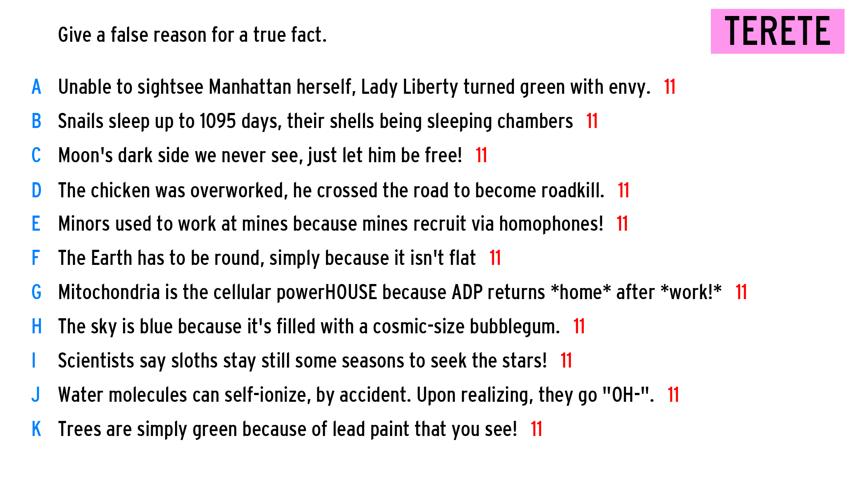 Give a false reason for a true fact.
TERETE
A Unable to sightsee Manhattan herself, Lady Liberty turned green with envy. 11
B Snails sleep up to 1095 days, their shells being sleeping chambers 11
C Moon's dark side we never see, just let him be free! 11
D The chicken was overworked, he crossed the road to become roadkill. 11
E Minors used to work at mines because mines recruit via homophones! 11
F The Earth has to be round, simply because it isn't flat 11
G Mitochondria is the cellular powerHOUSE because ADP returns *home* after *work!* 11
H The sky is blue because it's filled with a cosmic-size bubblegum. 11
I Scientists say sloths stay still some seasons to seek the stars! 11
J Water molecules can self-ionize, by accident. Upon realizing, they go "OH-". 11
K Trees are simply green because of lead paint that you see! 11